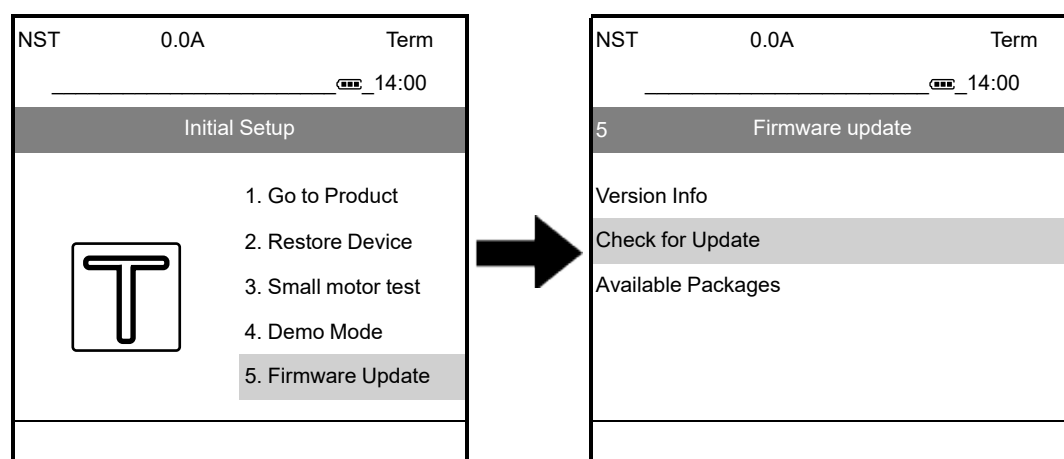 NST 0.0A Term
14:00
Initial Setup
1. Go to Product
2. Restore Device
3. Small motor test
4. Demo Mode
5. Firmware Update
NST 0.0A Term
14:00
5 Firmware update
Version Info
Check for Update
Available Packages